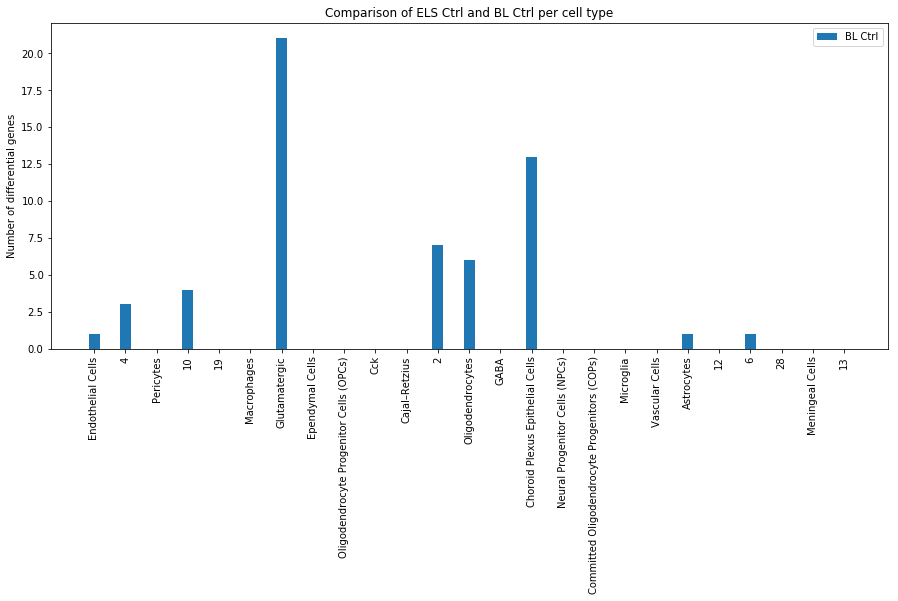 Comparison of ELS Ctrl and BL Ctrl per cell type
BL Ctrl
Number of differential genes
20.0
17.5
15.0
12.5
10.0
7.5
5.0
2.5
0.0
Endothelial Cells
4
Pericytes
10
19
Macrophages
Glutamatergic
Ependymal Cells
Oligodendrocyte Progenitor Cells (OPCs)
Cck
Cajal–Retzius
2
Oligodendrocytes
GABA
Choroid Plexus Epithelial Cells
Neural Progenitor Cells (NPCs)
Committed Oligodendrocyte Progenitors (COPs)
Microglia
Vascular Cells
Astrocytes
12
6
28
Meningeal Cells
13